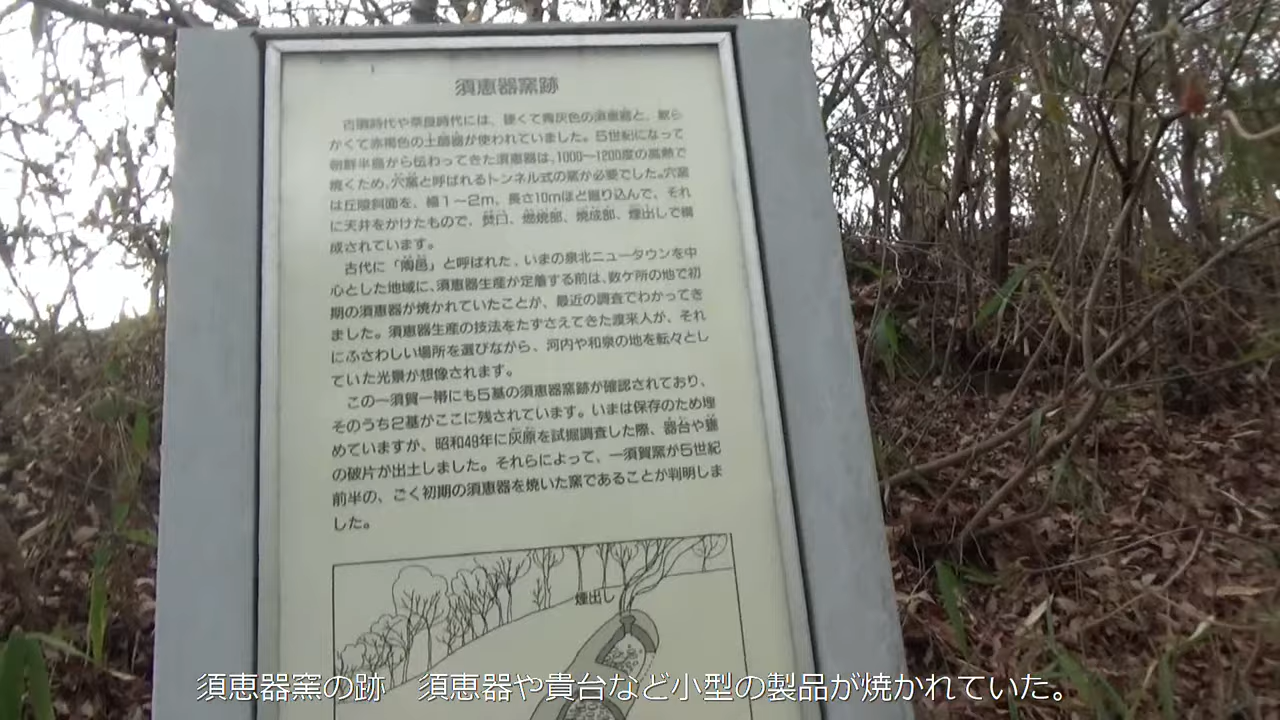 須恵器窯跡
古墳時代や奈良時代には、硬くて青灰色の須恵器と、軟ら
かくて赤褐色の土師器が使われていました。5世紀になって
朝鮮半島から伝わってきた須恵器は、1000〜1200度の高熱で
焼くため、穴窯と呼ばれるトンネル式の窯が必要でした。穴窯
は丘陵斜面を、幅1〜2m、長さ10mほど掘り込んで、それ
に天井をかけたもので、焚口、燃焼部、焼成部、煙出しで構
成されています。
古代に「陶邑」と呼ばれた、いまの泉北ニュータウンを中
心とした地域に、須恵器生産が定着する前は、数ケ所の地で初
期の須恵器が焼かれていたことが、最近の調査でわかってき
ました。須恵器生産の技法をたずさえてきた渡来人が、それ
にふさわしい場所を選びながら、河内や和泉の地を転々とし
ていた光景が想像されます。
この一須賀一帯にも5基の須恵器窯跡が確認されており、
そのうち2基がここに残されています。いまは保存のため埋
めていますが、昭和49年に灰原を試掘調査した際、器台や甕
の破片が出土しました。それらによって、一須賀窯が5世紀
前半の、ごく初期の須恵器を焼いた窯であることが判明しま
した。
煙出し
須恵器窯の跡　須恵器や貴台など小型の製品が焼かれていた。